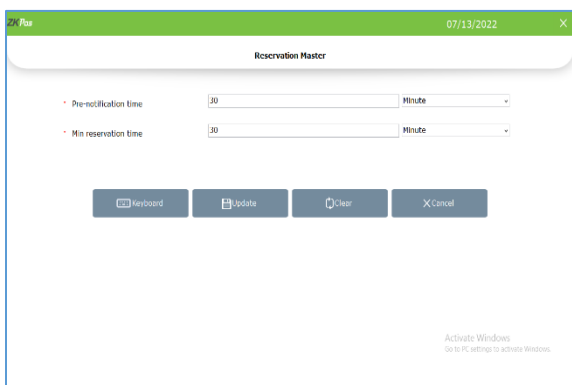 ZKPos 07/13/2022 X
Reservation Master
* Pre-notification time 30 Minute
* Min reservation time 30 Minute
Keyboard Update Clear Cancel
Activate Windows
Go to PC settings to activate Windows.